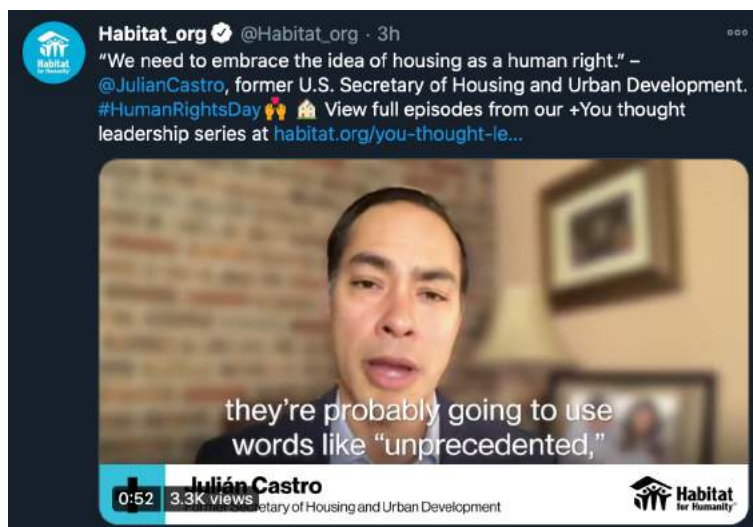 Habitat_org @Habitat_org · 3h
“We need to embrace the idea of housing as a human right.” –
@JulianCastro, former U.S. Secretary of Housing and Urban Development.
#HumanRightsDay View full episodes from our +You thought
leadership series at habitat.org/you-thought-le...
Habitat
for Humanity
they're probably going to use
words like “unprecedented,”
Julián Castro
Former Secretary of Housing and Urban Development
0:52 3.3K views
Habitat
for Humanity®